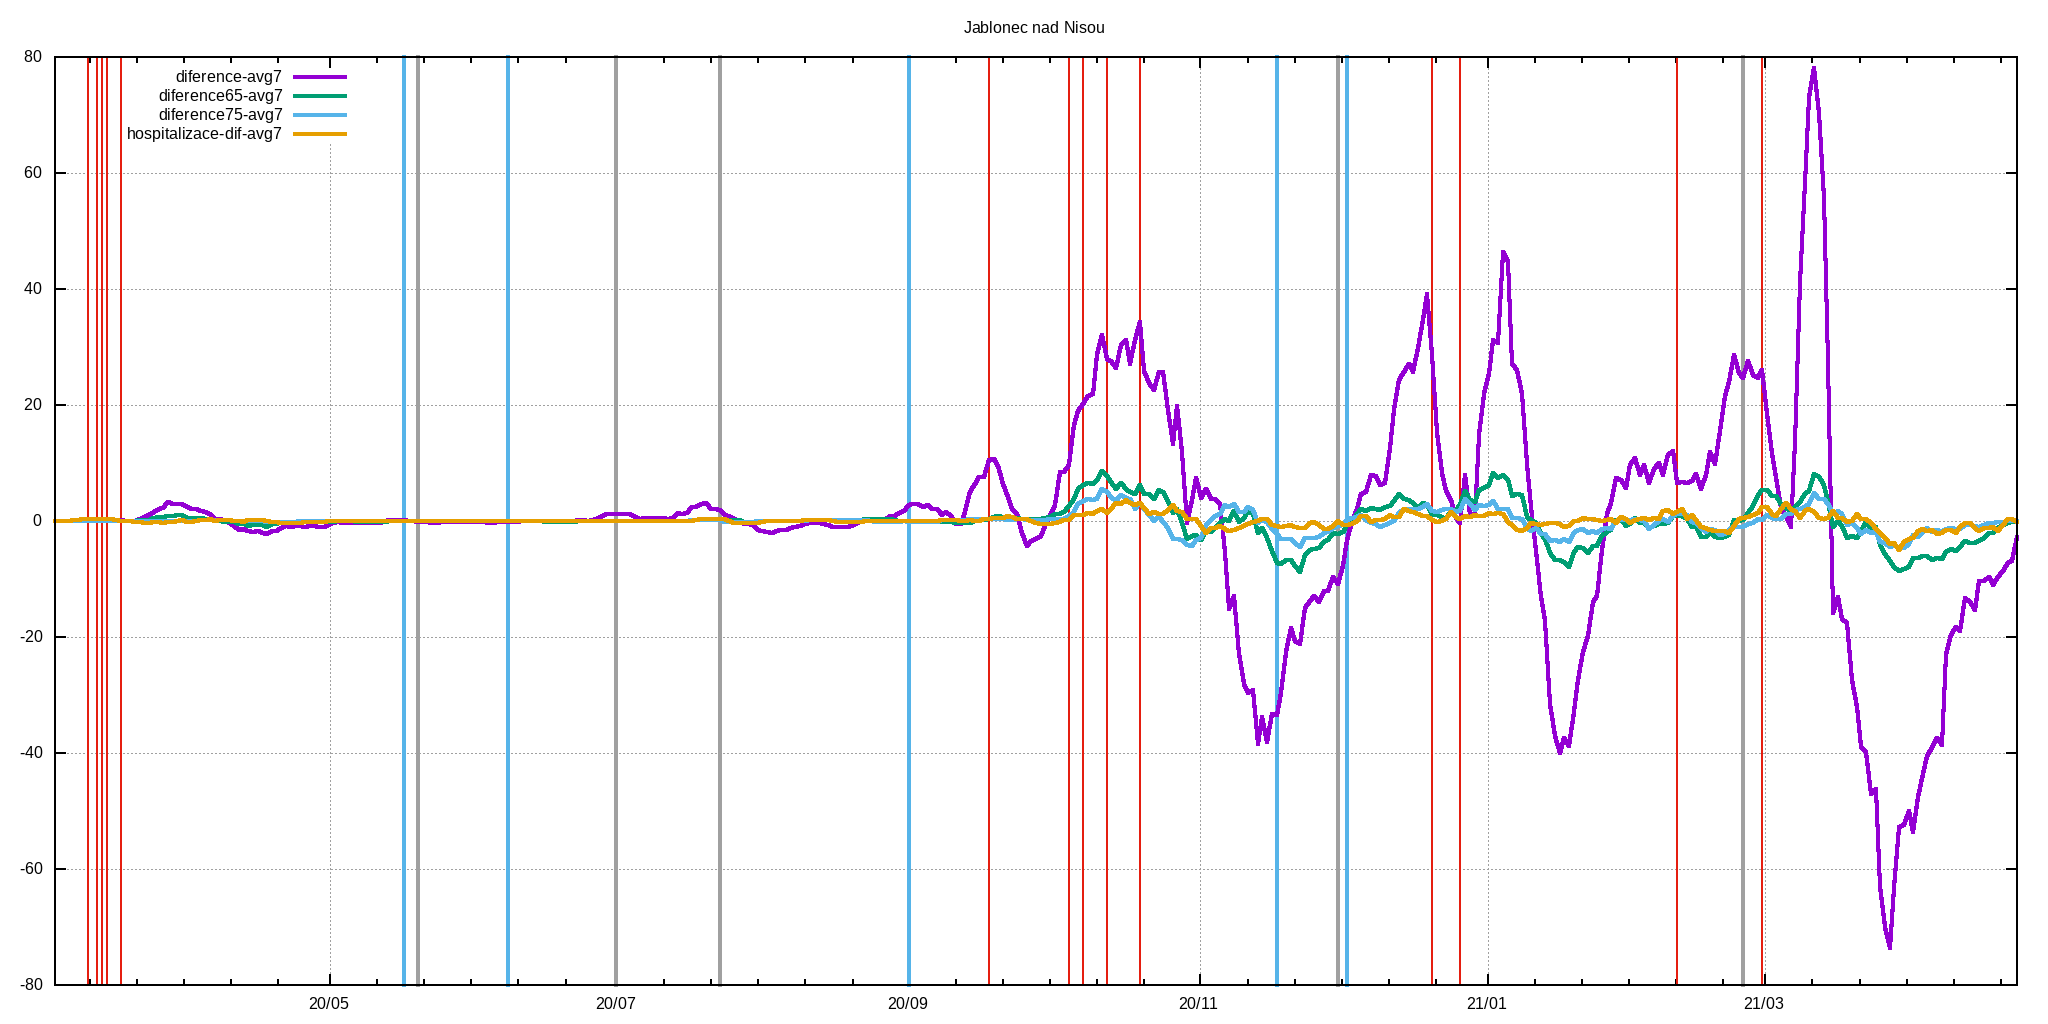 Jablonec nad Nisou
diference-avg7
diference65-avg7
diference75-avg7
hospitalizace-dif-avg7
80
60
40
20
0
-20
-40
-60
-80
20/05 20/07 20/09 20/11 21/01 21/03